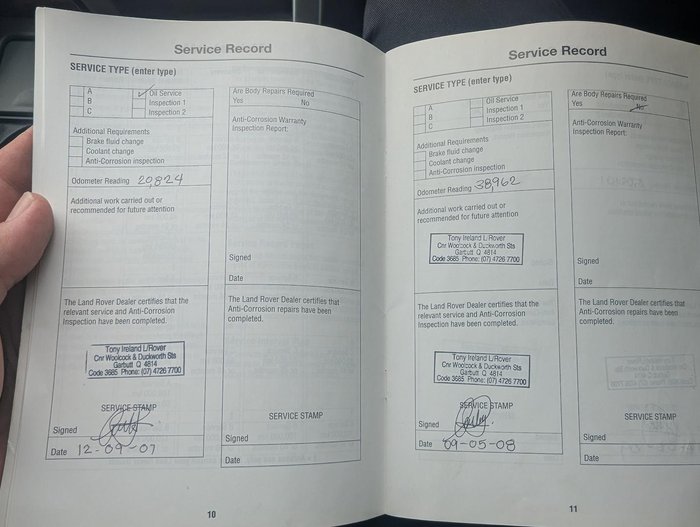 Service Record
SERVICE TYPE (enter type)
A
B
C
Oil Service
Inspection 1
Inspection 2
Additional Requirements
Brake fluid change
Coolant change
Anti-Corrosion inspection
Odometer Reading 20,824
Additional work carried out or
recommended for future attention
The Land Rover Dealer certifies that the
relevant service and Anti-Corrosion
Inspection have been completed.
Tony Ireland L/Rover
Cnr Woolcock & Duckworth Sts
Garbutt Q 4814
Code 3685 Phone: (07) 4726 7700
SERVICE STAMP
Signed
Date 12-09-07
Are Body Repairs Required
Yes No
Anti-Corrosion Warranty
Inspection Report:
Signed
Date
The Land Rover Dealer certifies that
Anti-Corrosion repairs have been
completed.
SERVICE STAMP
Signed
Date
10
Service Record
SERVICE TYPE (enter type)
A
B
C
Oil Service
Inspection 1
Inspection 2
Additional Requirements
Brake fluid change
Coolant change
Anti-Corrosion inspection
Odometer Reading 38,962
Additional work carried out or
recommended for future attention
Tony Ireland L/Rover
Cnr Woolcock & Duckworth Sts
Garbutt Q 4814
Code 3685 Phone: (07) 4726 7700
The Land Rover Dealer certifies that the
relevant service and Anti-Corrosion
Inspection have been completed.
Tony Ireland L/Rover
Cnr Woolcock & Duckworth Sts
Garbutt Q 4814
Code 3685 Phone: (07) 4726 7700
SERVICE STAMP
Signed
Date 09-05-08
Are Body Repairs Required
Yes No
Anti-Corrosion Warranty
Inspection Report:
Signed
Date
The Land Rover Dealer certifies that
Anti-Corrosion repairs have been
completed.
SERVICE STAMP
Signed
Date
11